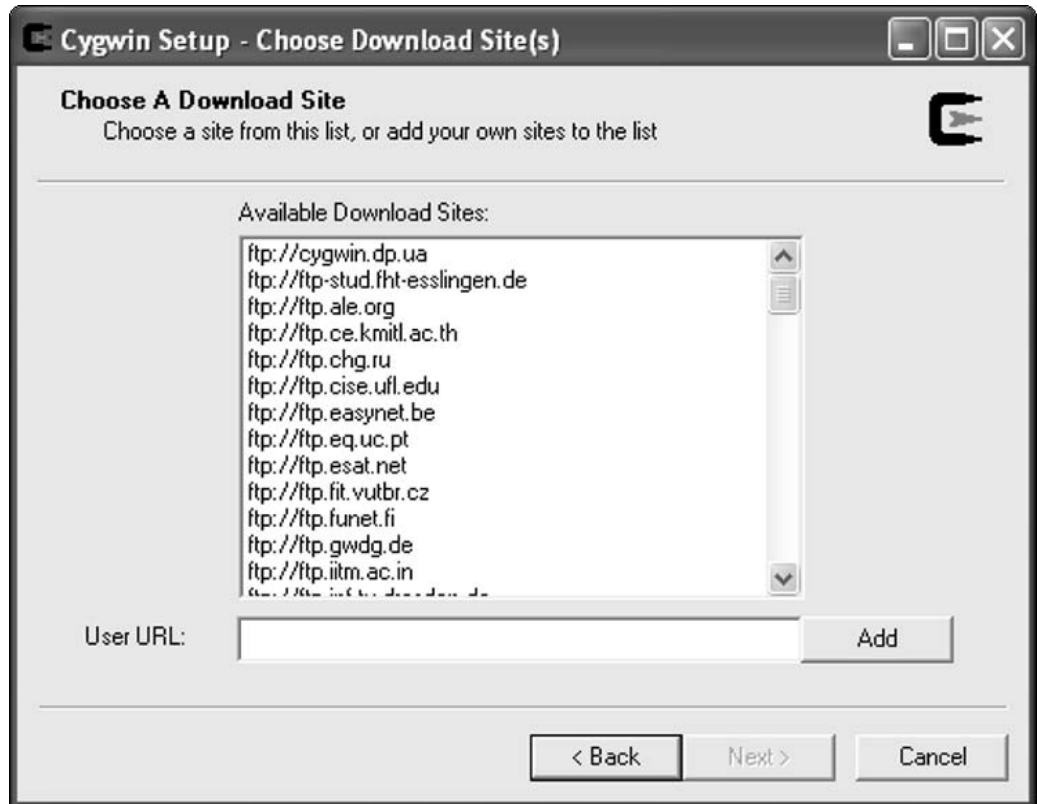 Cygwin Setup - Choose Download Site(s)
Choose A Download Site
Choose a site from this list, or add your own sites to the list
Available Download Sites:
ftp://cygwin.dp.ua
ftp://ftp-stud.fht-esslingen.de
ftp://ftp.ale.org
ftp://ftp.ce.kmitl.ac.th
ftp://ftp.chg.ru
ftp://ftp.cise.ufl.edu
ftp://ftp.easynet.be
ftp://ftp.eq.uc.pt
ftp://ftp.esat.net
ftp://ftp.fit.vutbr.cz
ftp://ftp.funet.fi
ftp://ftp.gwdg.de
ftp://ftp.iitm.ac.in
User URL:
Add
< Back
Next >
Cancel